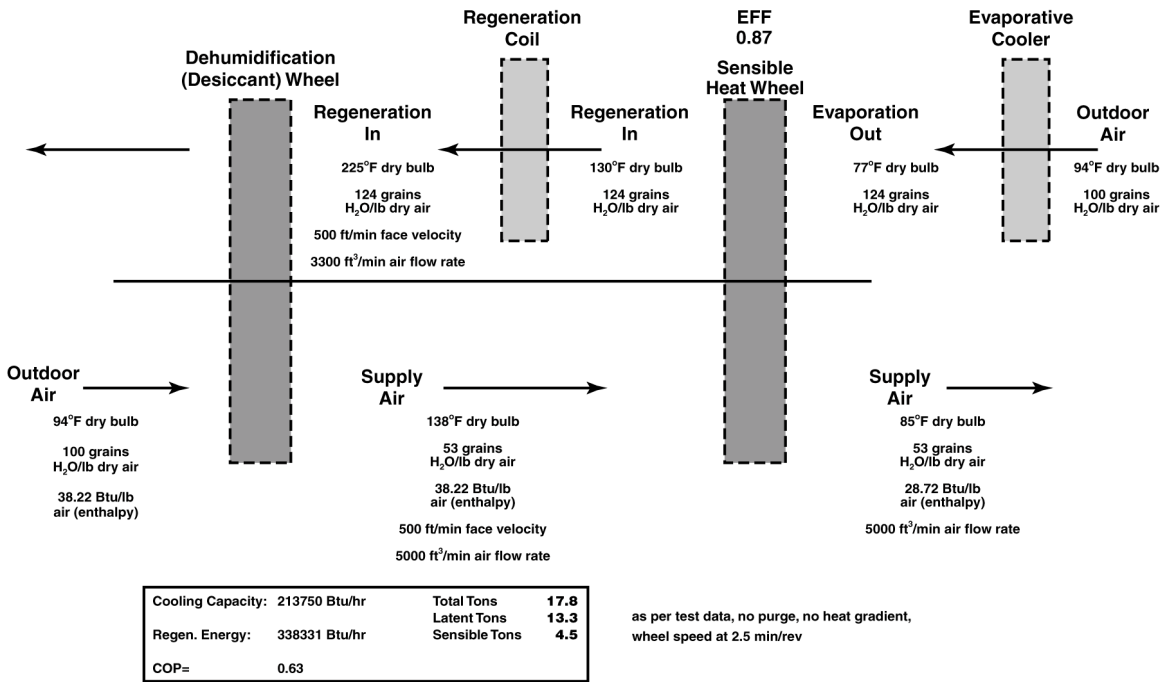 Regeneration
Coil
EFF
0.87
Evaporative
Cooler
Dehumidification
(Desiccant) Wheel
Sensible
Heat Wheel
Regeneration
In
Regeneration
In
Evaporation
Out
Outdoor
Air
225°F dry bulb
124 grains
H₂O/lb dry air
500 ft/min face velocity
3300 ft³/min air flow rate
130°F dry bulb
124 grains
H₂O/lb dry air
77°F dry bulb
124 grains
H₂O/lb dry air
94°F dry bulb
100 grains
H₂O/lb dry air
Outdoor
Air
94°F dry bulb
100 grains
H₂O/lb dry air
38.22 Btu/lb
air (enthalpy)
Supply
Air
138°F dry bulb
53 grains
H₂O/lb dry air
38.22 Btu/lb
air (enthalpy)
500 ft/min face velocity
5000 ft³/min air flow rate
Supply
Air
85°F dry bulb
53 grains
H₂O/lb dry air
28.72 Btu/lb
air (enthalpy)
5000 ft³/min air flow rate
Cooling Capacity: 213750 Btu/hr Total Tons 17.8
Latent Tons 13.3
Regen. Energy: 338331 Btu/hr Sensible Tons 4.5
COP= 0.63
as per test data, no purge, no heat gradient,
wheel speed at 2.5 min/rev